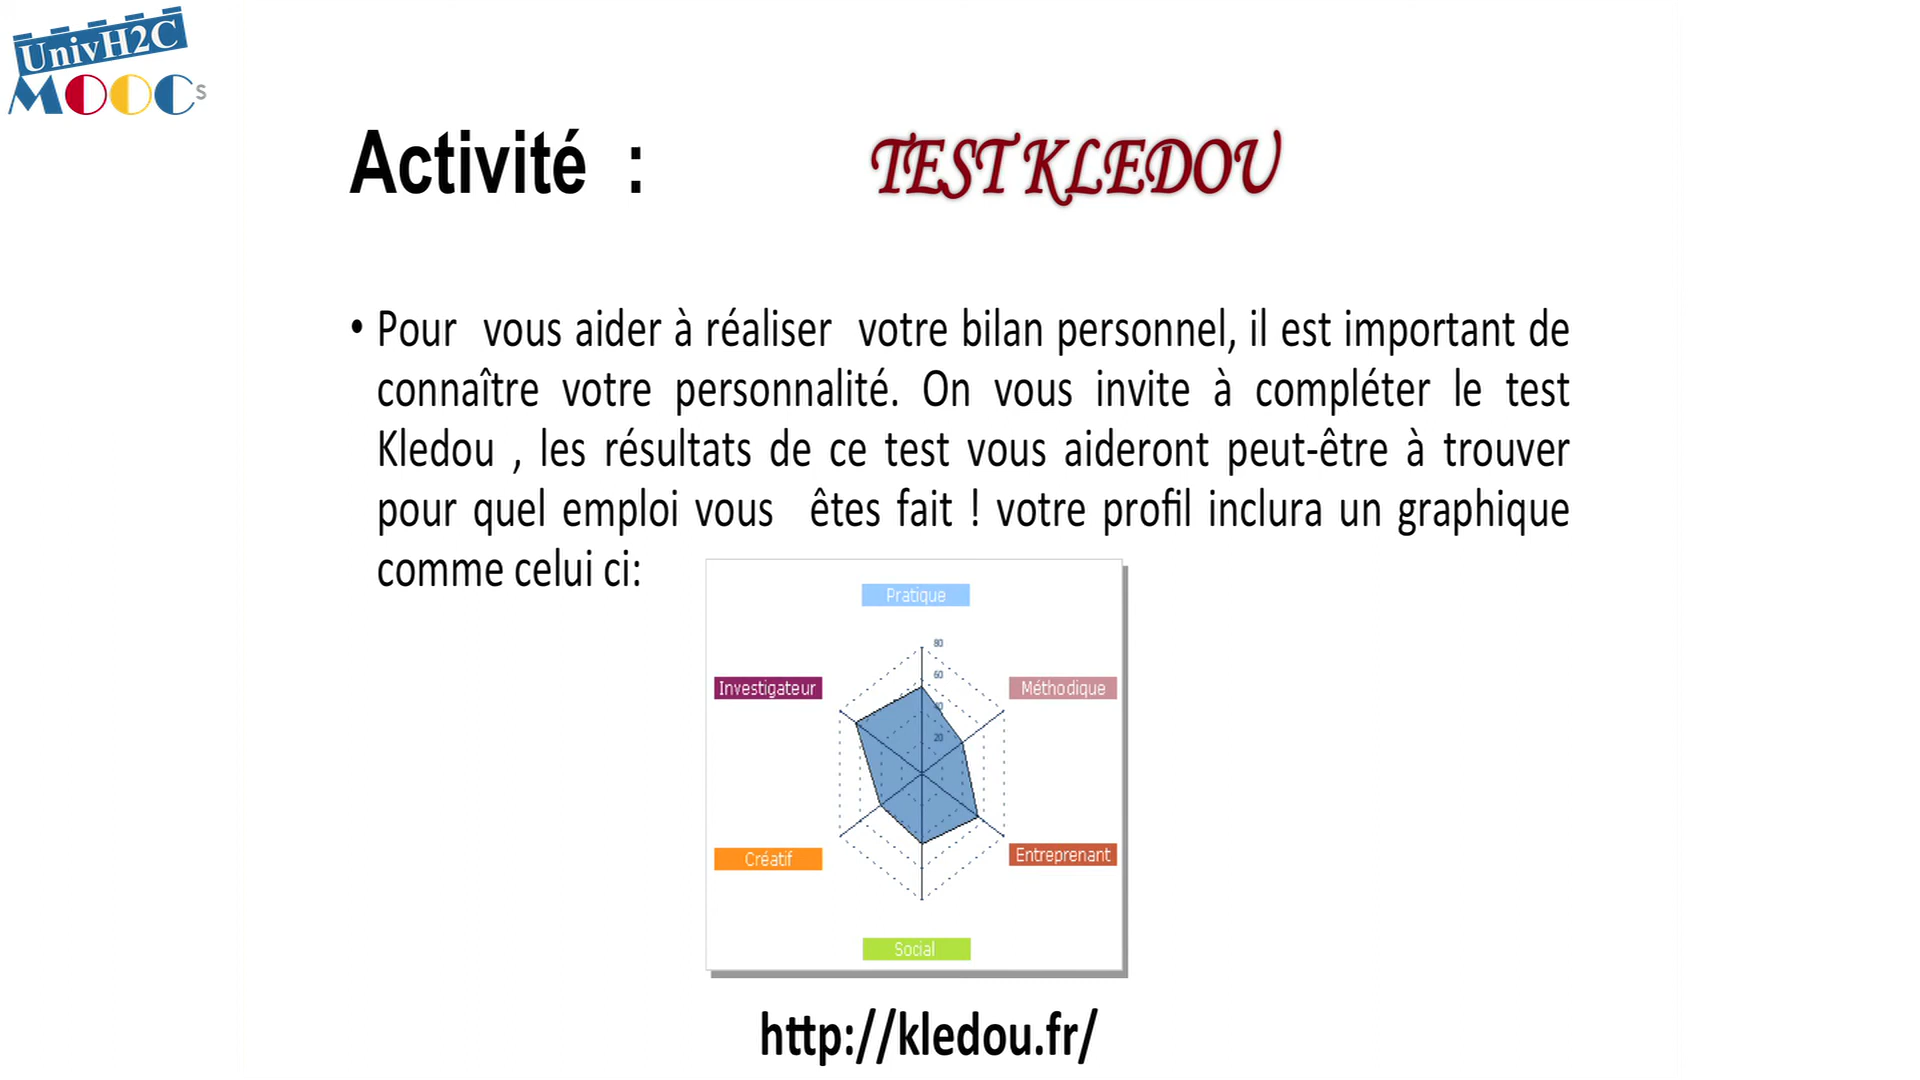 UnivH2C
MOOCs
Activité : TEST KLEDOU
• Pour vous aider à réaliser votre bilan personnel, il est important de
connaître votre personnalité. On vous invite à compléter le test
Kledou , les résultats de ce test vous aideront peut-être à trouver
pour quel emploi vous êtes fait ! votre profil inclura un graphique
comme celui ci:
Pratique
80
60
Investigateur
Méthodique
40
20
Créatif
Entreprenant
Social
http://kledou.fr/